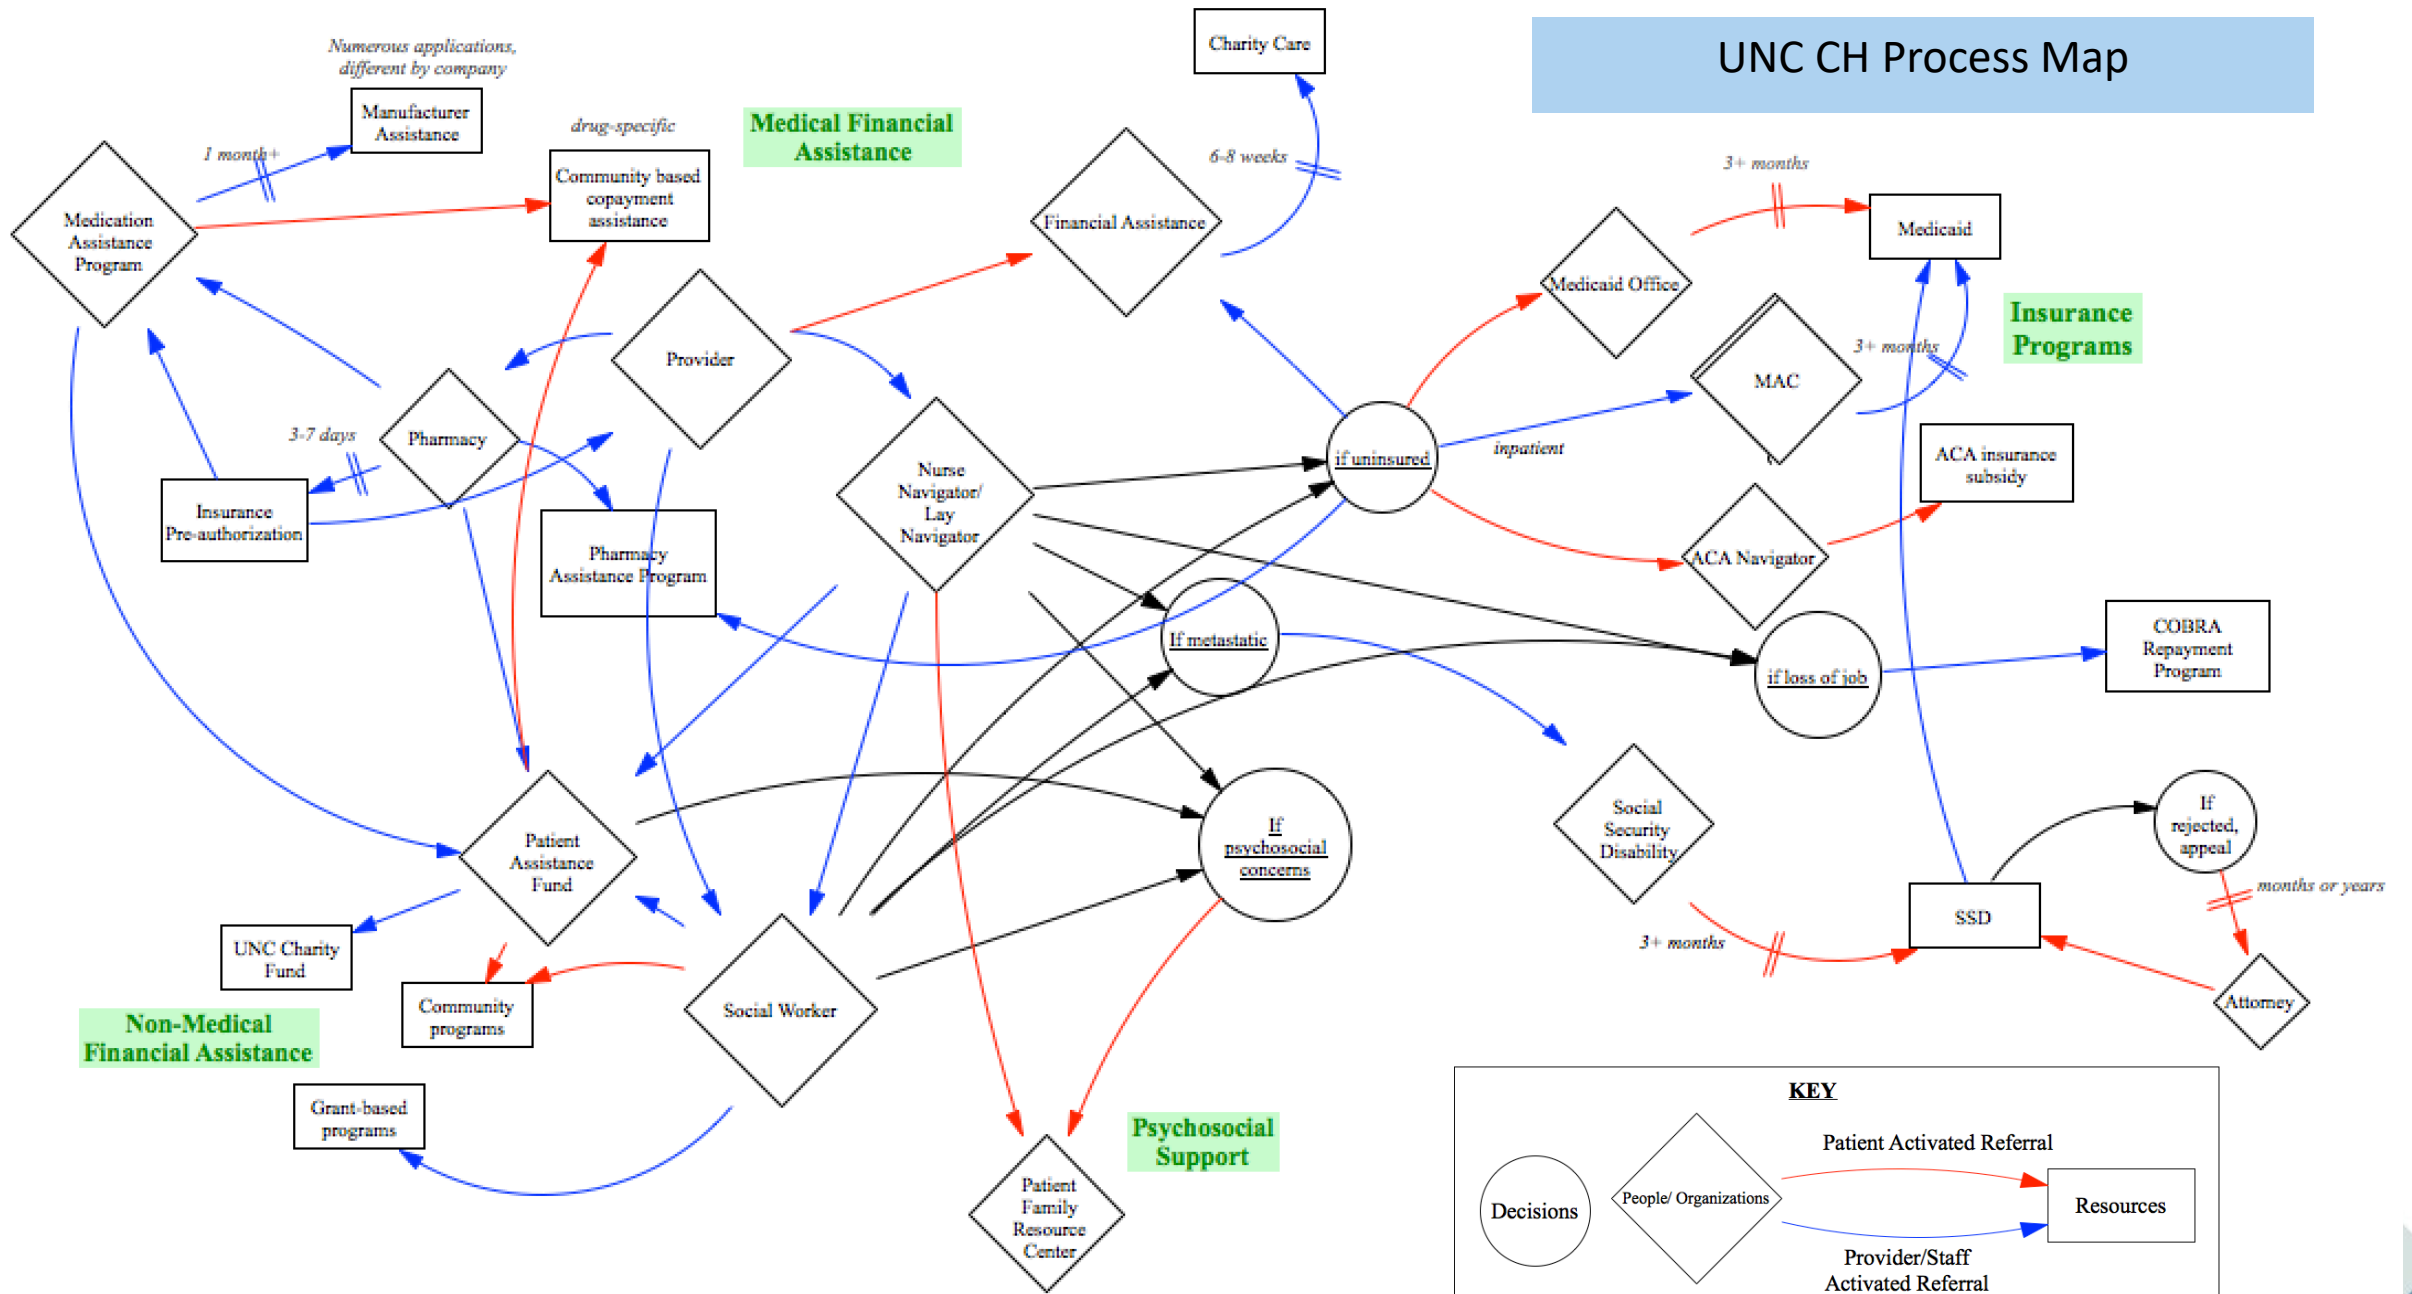 UNC CH Process Map
Charity Care
Numerous applications,
different by company
Manufacturer
Assistance
1 month+
drug-specific
Medical Financial
Assistance
Community based
copayment
assistance
Medication
Assistance
Program
Financial Assistance
6-8 weeks
3+ months
Medicaid
Medicaid Office
Insurance
Programs
3+ months
MAC
Provider
Pharmacy
3-7 days
Insurance
Pre-authorization
Nurse
Navigator/
Lay
Navigator
if uninsured
inpatient
ACA insurance
subsidy
ACA Navigator
Pharmacy
Assistance Program
If metastatic
if loss of job
COBRA
Repayment
Program
Patient
Assistance
Fund
If
psychosocial
concerns
Social
Security
Disability
If
rejected,
appeal
months or years
SSD
3+ months
Attorney
UNC Charity
Fund
Community
programs
Social Worker
Non-Medical
Financial Assistance
Grant-based
programs
Psychosocial
Support
Patient
Family
Resource
Center
KEY
Patient Activated Referral
Decisions
People/ Organizations
Resources
Provider/Staff
Activated Referral